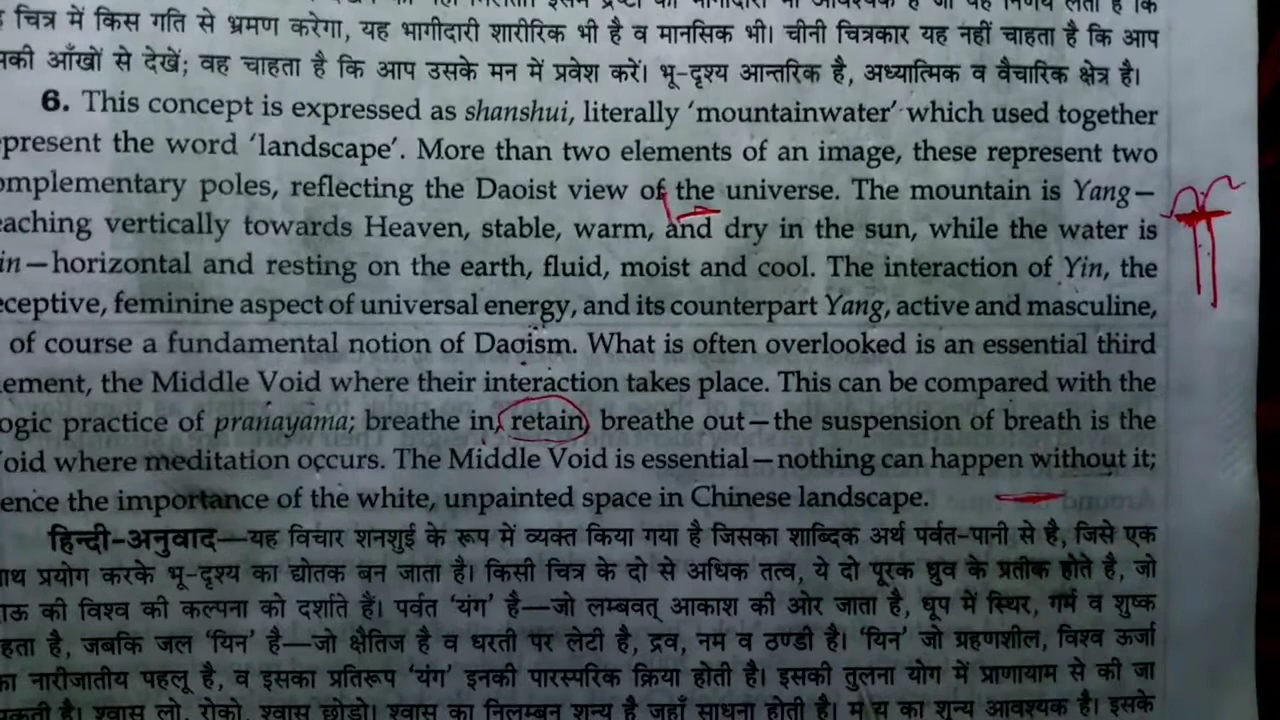 चित्र में किस गति से भ्रमण करेगा, यह भागीदारी शारीरिक भी है व मानसिक भी। चीनी चित्रकार यह नहीं चाहता है कि आप
की आँखों से देखें; वह चाहता है कि आप उसके मन में प्रवेश करें। भू-दृश्य आन्तरिक है, अध्यात्मिक व वैचारिक क्षेत्र है।
6. This concept is expressed as shanshui, literally ‘mountainwater’ which used together
present the word ‘landscape’. More than two elements of an image, these represent two
omplementary poles, reflecting the Daoist view of the universe. The mountain is Yang—
eaching vertically towards Heaven, stable, warm, and dry in the sun, while the water is
in—horizontal and resting on the earth, fluid, moist and cool. The interaction of Yin, the
eceptive, feminine aspect of universal energy, and its counterpart Yang, active and masculine,
of course a fundamental notion of Daoism. What is often overlooked is an essential third
ement, the Middle Void where their interaction takes place. This can be compared with the
ogic practice of pranayama; breathe in, retain breathe out—the suspension of breath is the
oid where meditation occurs. The Middle Void is essential—nothing can happen without it;
ence the importance of the white, unpainted space in Chinese landscape.
हिन्दी-अनुवाद—यह विचार शनशुई के रूप में व्यक्त किया गया है जिसका शाब्दिक अर्थ पर्वत-पानी से है, जिसे एक
ाथ प्रयोग करके भू-दृश्य का द्योतक बन जाता है। किसी चित्र के दो से अधिक तत्व, ये दो पूरक ध्रुव के प्रतीक होते है, जो
ाऊ की विश्व की कल्पना को दर्शाते हैं। पर्वत ‘यंग’ है—जो लम्बवत् आकाश की ओर जाता है, धूप में स्थिर, गर्म व शुष्क
हता है, जबकि जल ‘यिन’ है—जो क्षैतिज है व धरती पर लेटी है, द्रव, नम व ठण्डी है। ‘यिन’ जो ग्रहणशील, विश्व ऊर्जा
का नारीजातीय पहलू है, व इसका प्रतिरूप ‘यंग’ इनकी पारस्परिक क्रिया होती है। इसकी तुलना योग में प्राणायाम से की जा
कती है। श्वास लो, रोको, श्वास छोड़ो। श्वास का निलम्बन शून्य है जहाँ साधना होती है। का शून्य आवश्यक है। इसके